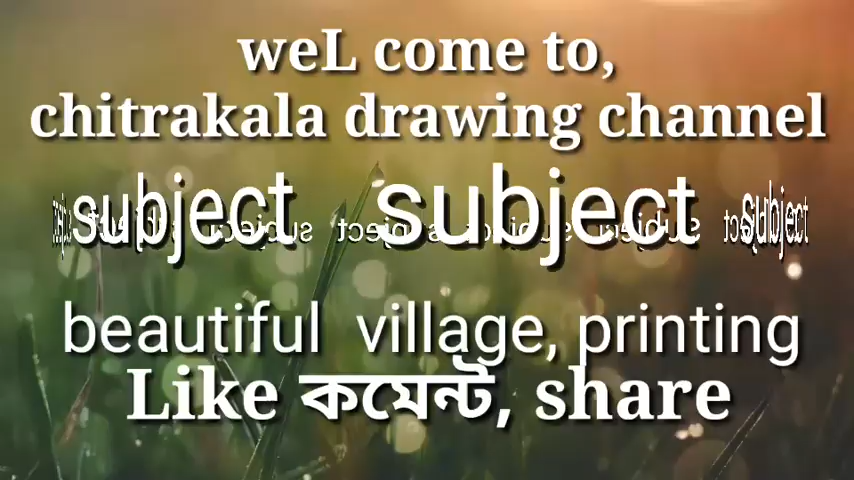 weL come to,
chitrakala drawing channel
subject subject subject
beautiful village, printing
Like কমেন্ট, share